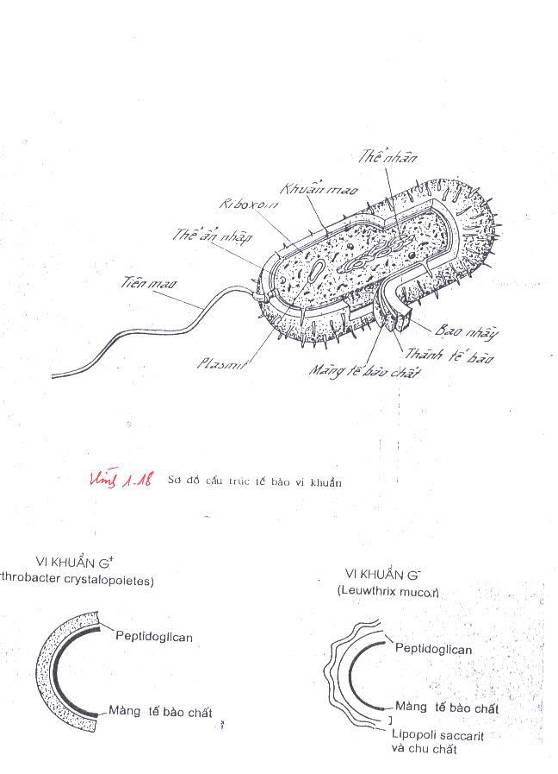 Thể nhân
Khuẩn mao
Riboxom
Thể ẩn nhập
Tiên mao
Plasmit
Màng tế bào chất
Thành tế bào
Bao nhầy
1.18 Sơ đồ cấu trúc tế bào vi khuẩn
VI KHUẨN G+
throbacter crystalopoietes)
Peptidoglican
Màng tế bào chất
VI KHUẨN G-
(Leuwthrix mucor)
Peptidoglican
Màng tế bào chất
Lipopoli saccarit
và chu chất